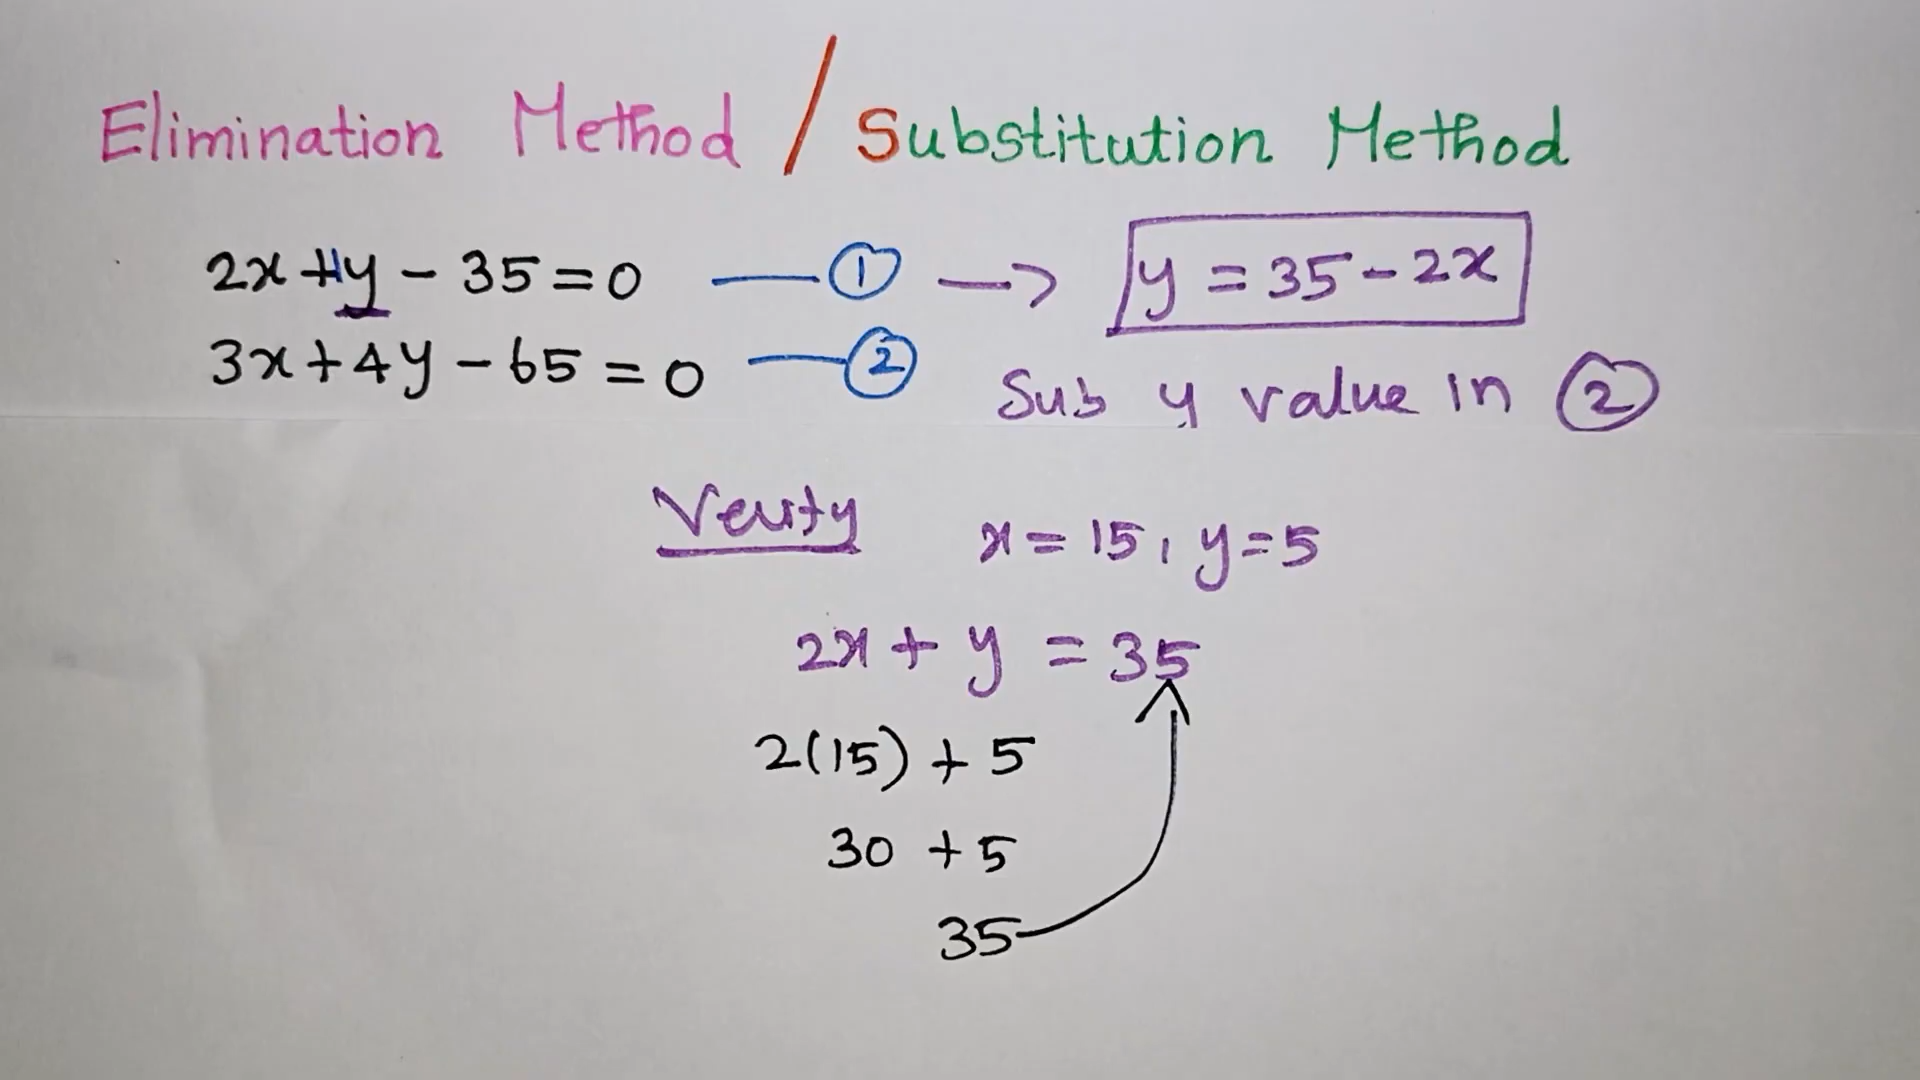 Elimination Method / Substitution Method
2x + y - 35 = 0 — ① → y = 35 - 2x
3x + 4y - 65 = 0 — ②
Sub y value in ②
Verify x = 15, y = 5
2x + y = 35
2(15) + 5
30 + 5
35